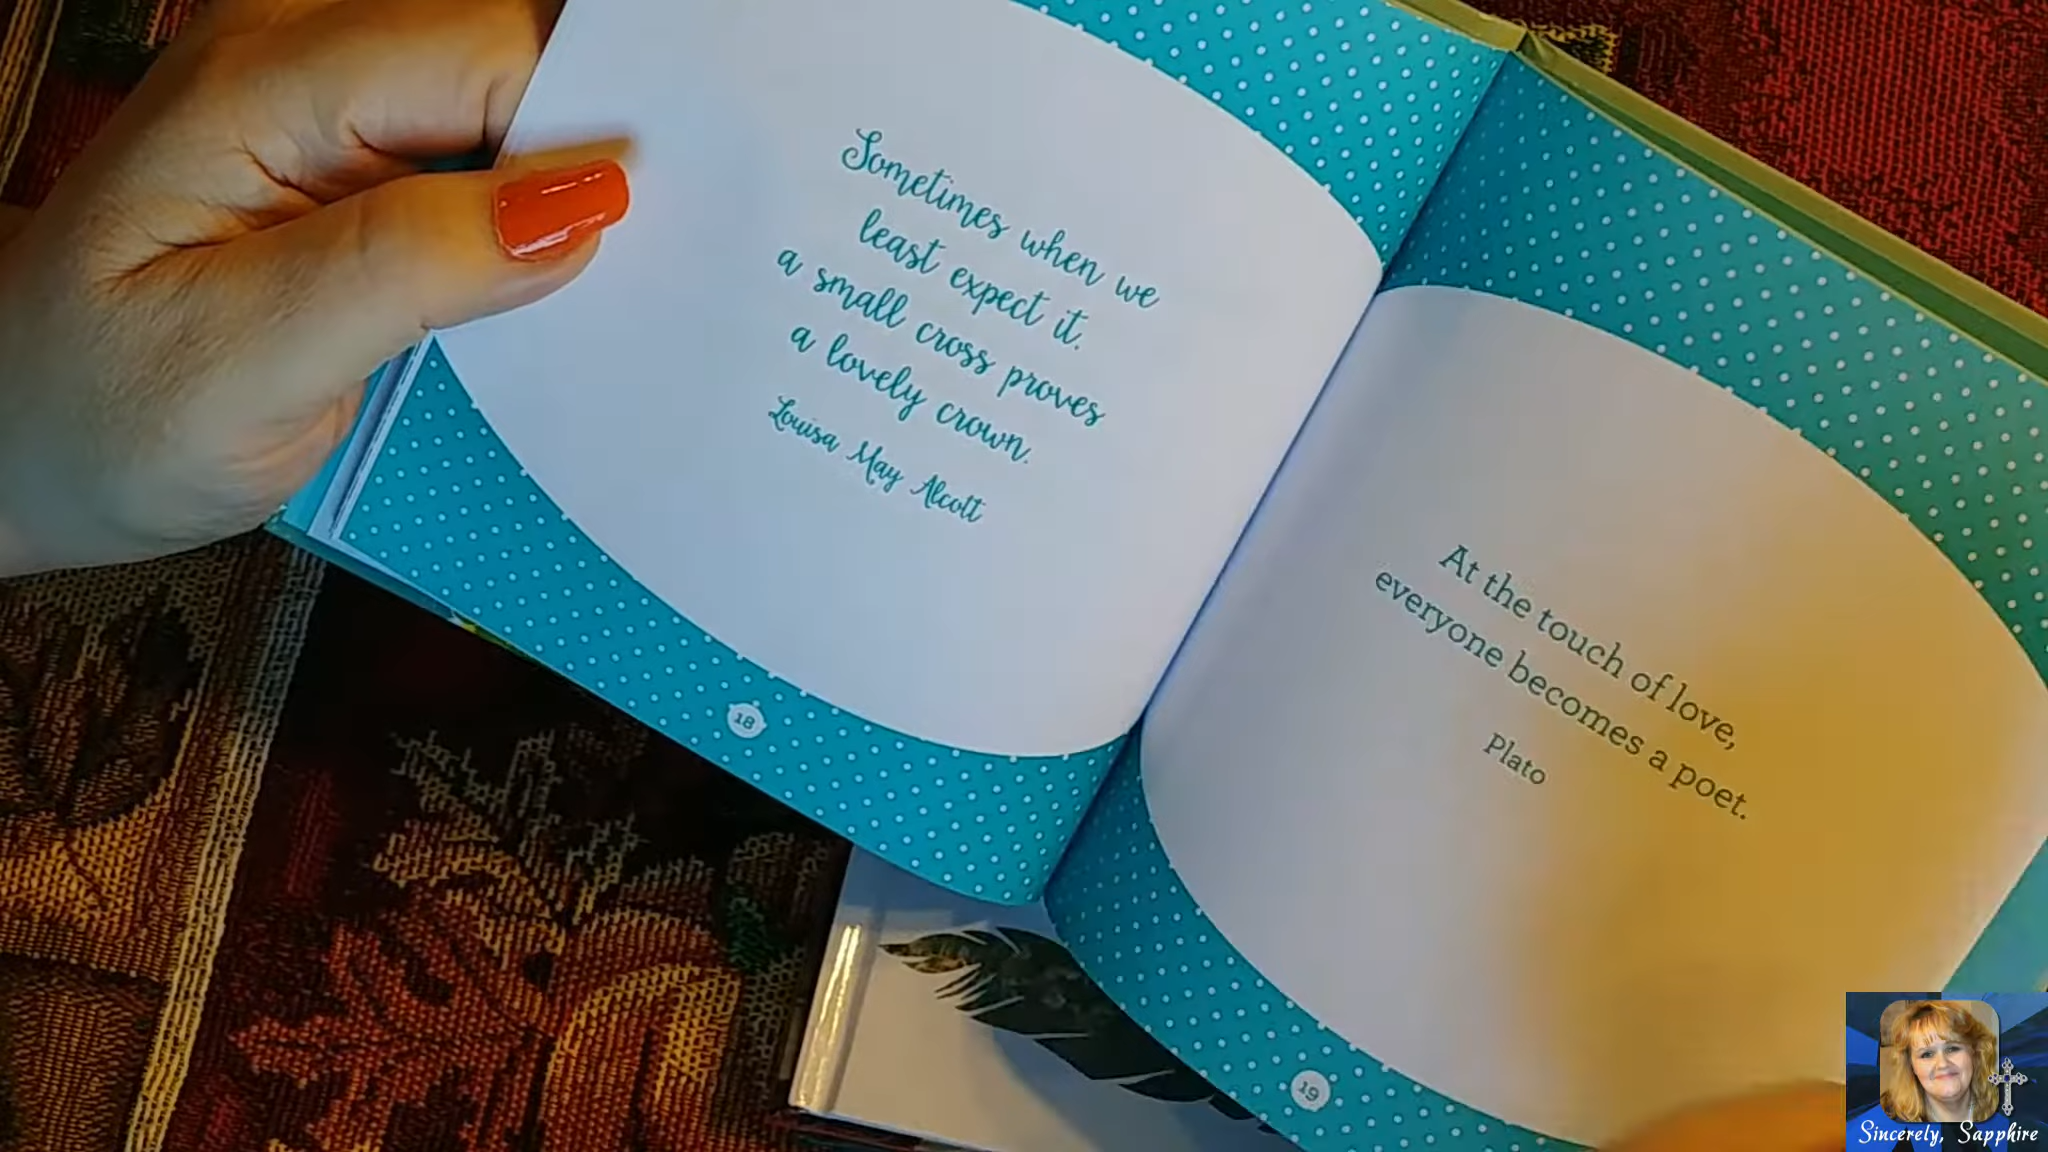 Sometimes when we
least expect it.
a small cross proves
a lovely crown.
Louisa May Alcott
18
At the touch of love,
everyone becomes a poet.
Plato
19
Sincerely, Sapphire